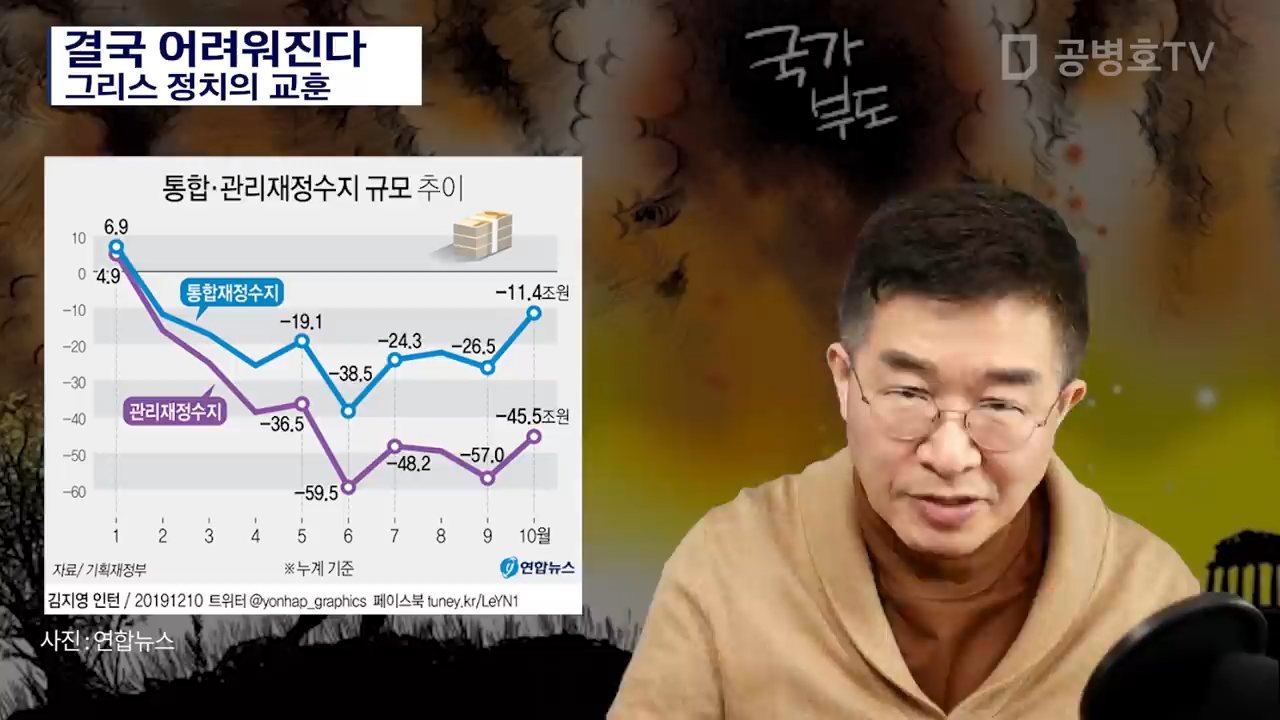 결국 어려워진다
그리스 정치의 교훈
국가
부도
공병호TV
통합·관리재정수지 규모 추이
6.9
10
0
4.9
통합재정수지
-11.4조원
-10
-19.1
-20
-24.3
-26.5
-30
-38.5
관리재정수지
-40
-36.5
-45.5조원
-50
-48.2
-57.0
-60
-59.5
1 2 3 4 5 6 7 8 9 10월
자료/ 기획재정부 ※누계 기준 연합뉴스
김지영 인턴 / 20191210 트위터 @yonhap_graphics 페이스북 tuney.kr/LeYN1
사진 : 연합뉴스